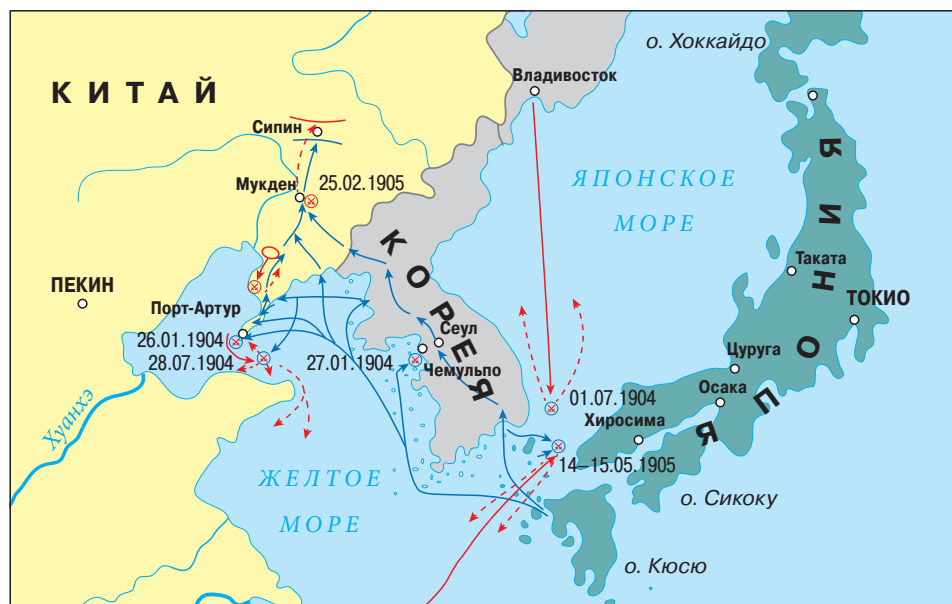 о. Хоккайдо
КИТАЙ
Владивосток
Сипин
Мукден
25.02.1905
ЯПОНСКОЕ
МОРЕ
КОРЕЯ
ЯПОНИЯ
ПЕКИН
Порт-Артур
Таката
ТОКИО
26.01.1904
28.07.1904
27.01.1904
Сеул
Чемульпо
Цуруга
Осака
01.07.1904
Хиросима
Хуанхэ
14–15.05.1905
ЖЕЛТОЕ
МОРЕ
о. Сикоку
о. Кюсю